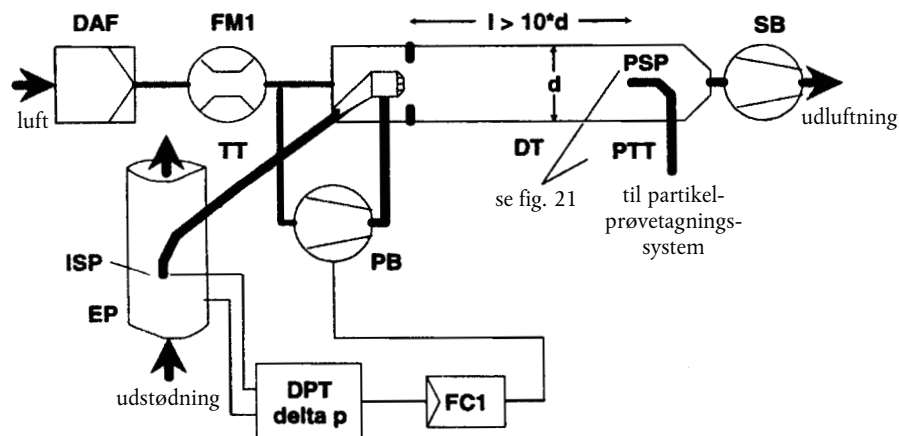 DAF
FM1
l > 10*d
SB
luft
d
PSP
udluftning
TT
DT
PTT
se fig. 21
til partikel-
prøvetagnings-
system
ISP
PB
EP
udstødning
DPT
delta p
FC1